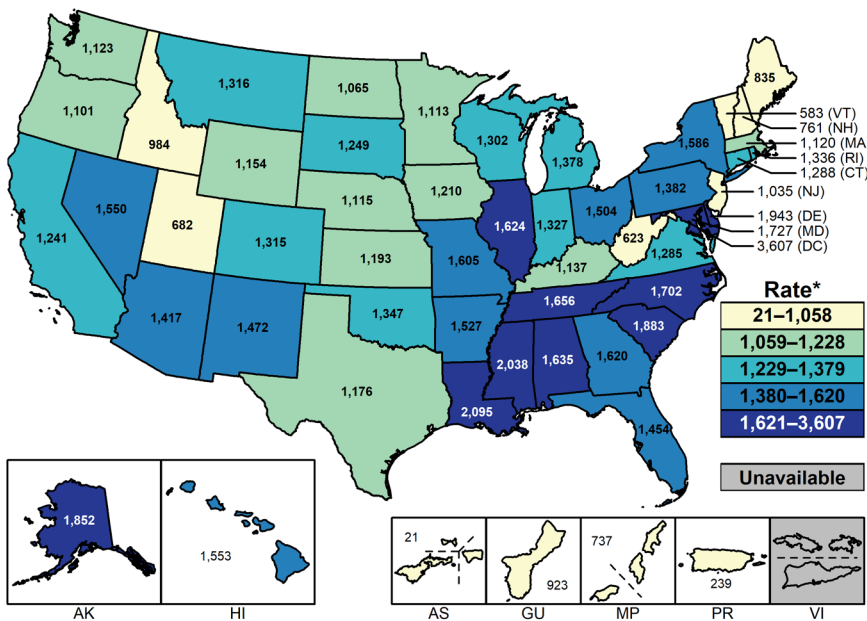 1,123
1,316
1,065
1,113
835
1,101
984
1,154
1,249
1,302
1,378
1,586
583 (VT)
761 (NH)
1,120 (MA
1,336 (RI)
1,288 (CT)
1,035 (NJ)
1,943 (DE)
1,727 (MD)
3,607 (DC)
1,241
1,550
682
1,315
1,115
1,210
1,193
1,605
1,624
1,327
1,504
1,382
623
1,285
1,137
1,417
1,472
1,347
1,527
1,656
1,702
1,883
1,176
2,095
2,038
1,635
1,620
1,454
Rate*
21–1,058
1,059–1,228
1,229–1,379
1,380–1,620
1,621–3,607
Unavailable
1,852
1,553
AK
HI
21
923
737
239
AS
GU
MP
PR
VI